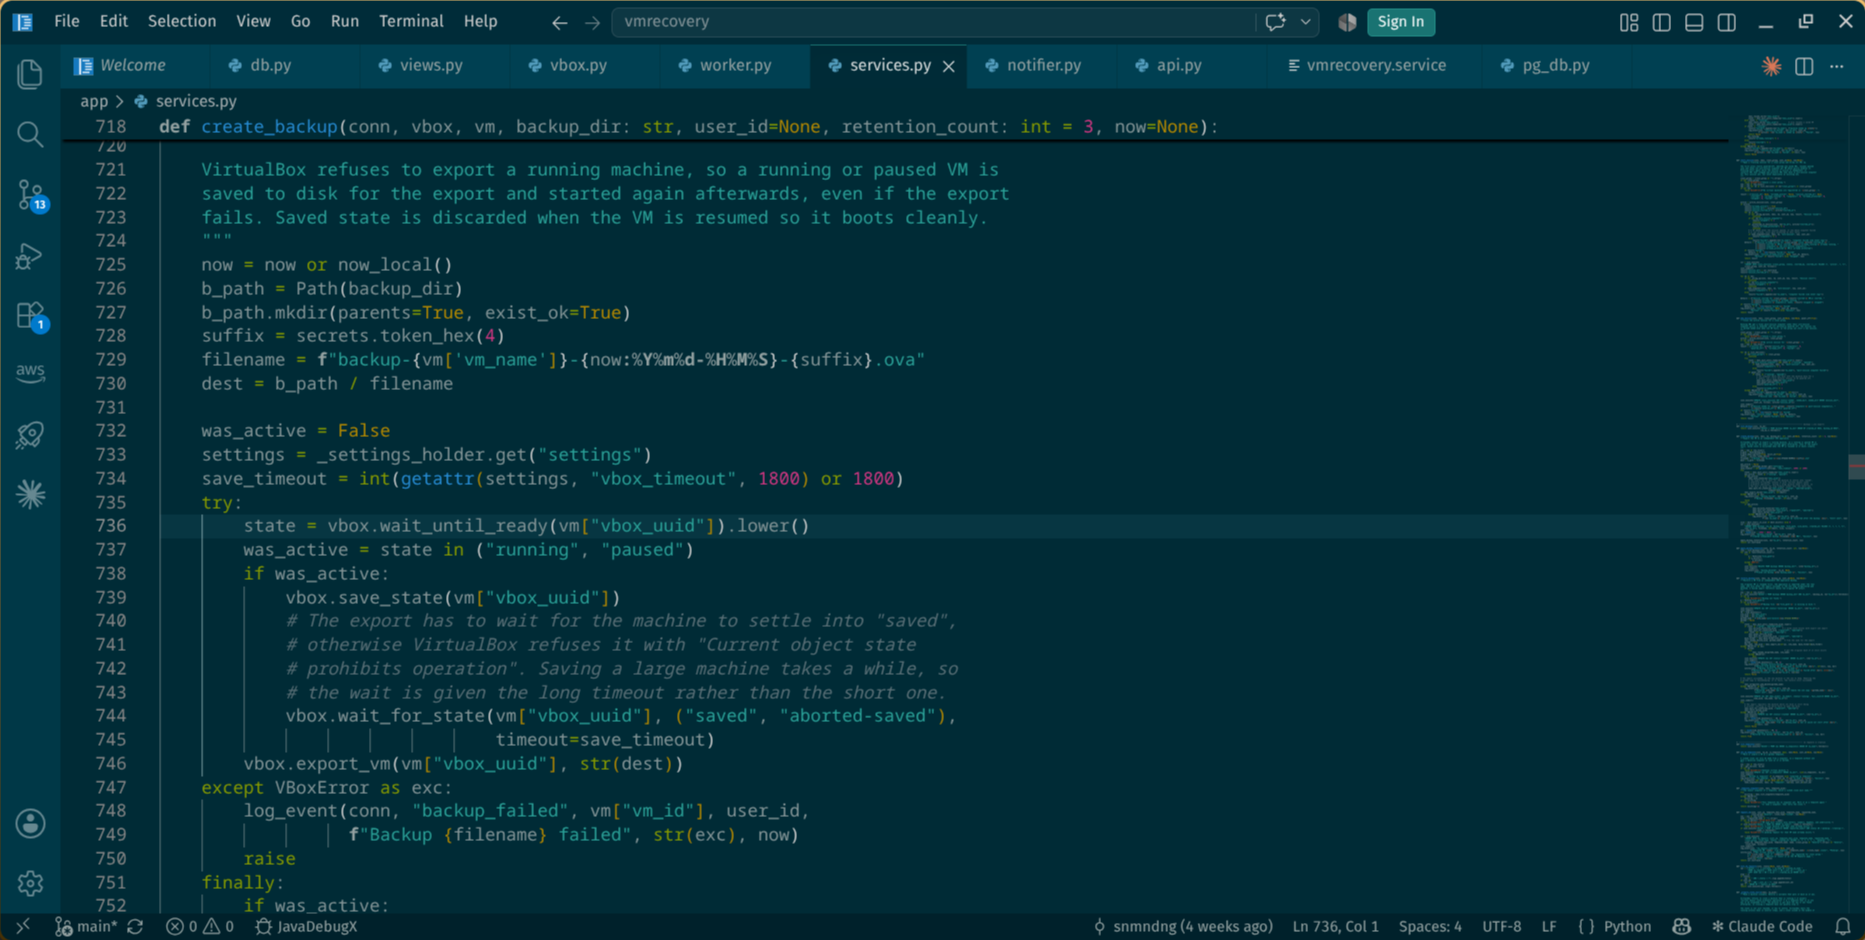 File Edit Selection View Go Run Terminal Help vmrecovery Sign In
Welcome db.py views.py vbox.py worker.py services.py notifier.py api.py vmrecovery.service pg_db.py
app > services.py
718 def create_backup(conn, vbox, vm, backup_dir: str, user_id=None, retention_count: int = 3, now=None):
720
721 VirtualBox refuses to export a running machine, so a running or paused VM is
722 saved to disk for the export and started again afterwards, even if the export
723 fails. Saved state is discarded when the VM is resumed so it boots cleanly.
724 """
725 now = now or now_local()
726 b_path = Path(backup_dir)
727 b_path.mkdir(parents=True, exist_ok=True)
728 suffix = secrets.token_hex(4)
729 filename = f"backup-{vm['vm_name']}-{now:%Y%m%d-%H%M%S}-{suffix}.ova"
730 dest = b_path / filename
731
732 was_active = False
733 settings = _settings_holder.get("settings")
734 save_timeout = int(getattr(settings, "vbox_timeout", 1800) or 1800)
735 try:
736 state = vbox.wait_until_ready(vm["vbox_uuid"]).lower()
737 was_active = state in ("running", "paused")
738 if was_active:
739 vbox.save_state(vm["vbox_uuid"])
740 # The export has to wait for the machine to settle into "saved",
741 # otherwise VirtualBox refuses it with "Current object state
742 # prohibits operation". Saving a large machine takes a while, so
743 # the wait is given the long timeout rather than the short one.
744 vbox.wait_for_state(vm["vbox_uuid"], ("saved", "aborted-saved"),
745 timeout=save_timeout)
746 vbox.export_vm(vm["vbox_uuid"], str(dest))
747 except VBoxError as exc:
748 log_event(conn, "backup_failed", vm["vm_id"], user_id,
749 f"Backup {filename} failed", str(exc), now)
750 raise
751 finally:
752 if was_active:
13
1
aws
main* 0 0 JavaDebugX snmndng (4 weeks ago) Ln 736, Col 1 Spaces: 4 UTF-8 LF { } Python Claude Code